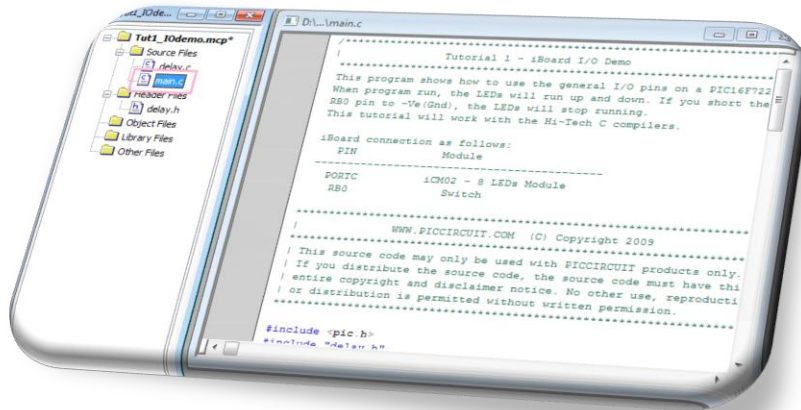 Tut1_IOde...
Tut1_IOdemo.mcp*
Source Files
delay.c
main.c
Header Files
delay.h
Object Files
Library Files
Other Files
D:\...\main.c
/*******************************************************
| Tutorial 1 - iBoard I/O Demo
*******************************************************
This program shows how to use the general I/O pins on a PIC16F722
When program run, the LEDs will run up and down. If you short the
RB0 pin to -Ve(Gnd), the LEDs will stop running.
This tutorial will work with the Hi-Tech C compilers.
iBoard connection as follows:
PIN Module
-----------------------------------------
PORTC iCM02 - 8 LEDs Module
RB0 Switch
*******************************************************
| WWW.PICCIRCUIT.COM (C) Copyright 2009
*******************************************************
| This source code may only be used with PICCIRCUIT products only.
| If you distribute the source code, the source code must have thi
| entire copyright and disclaimer notice. No other use, reproducti
| or distribution is permitted without written permission.
*******************************************************
#include <pic.h>
#include "delay.h"